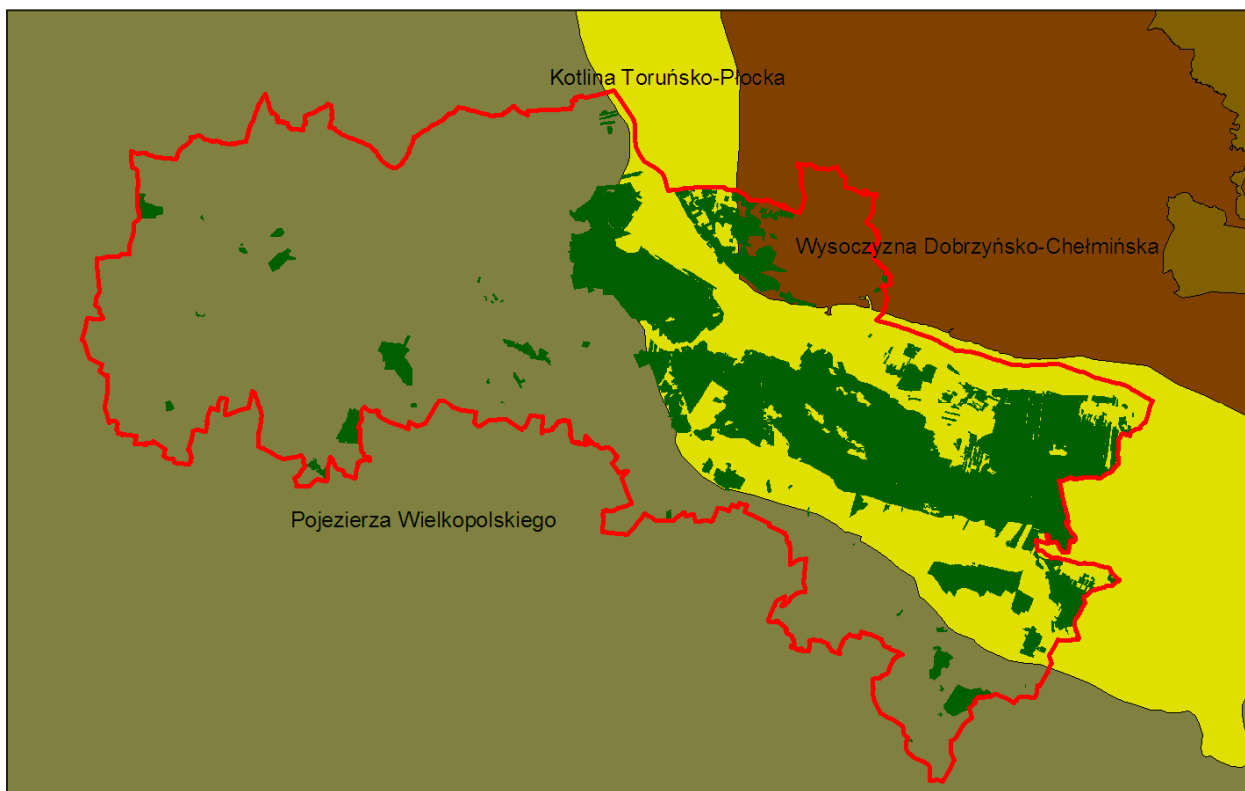 Kotlina Toruńsko-Płocka
Wysoczyzna Dobrzyńsko-Chełmińska
Pojezierza Wielkopolskiego